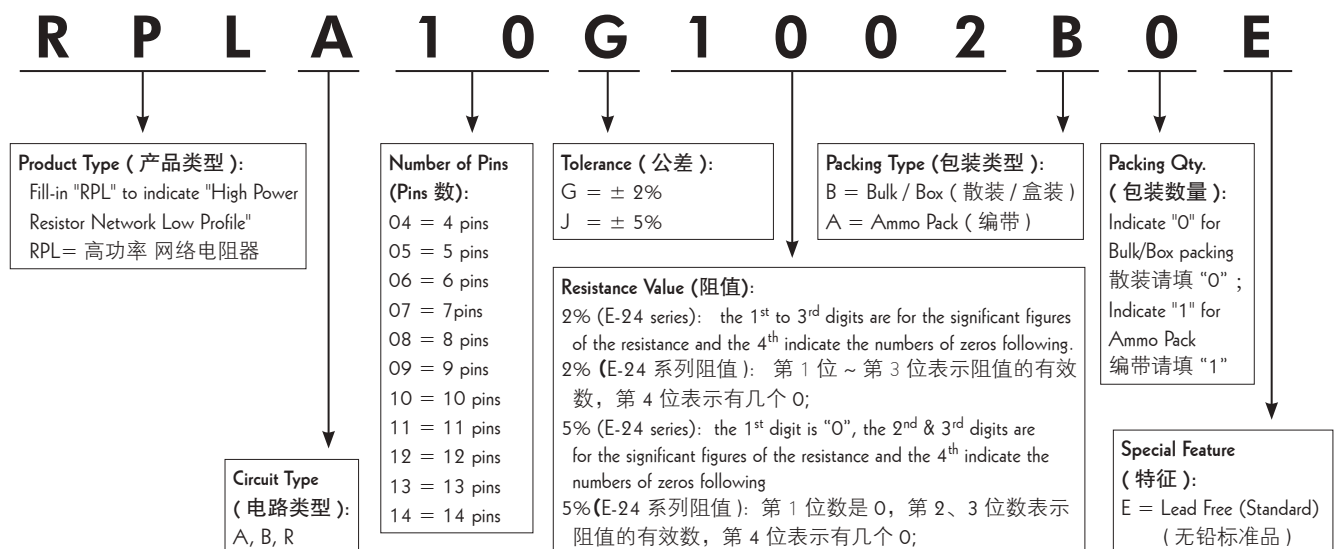 R P L A 1 0 G 1 0 0 2 B 0 E
Product Type ( 产品类型 ):
Fill-in "RPL" to indicate "High Power
Resistor Network Low Profile"
RPL= 高功率 网络电阻器
Circuit Type
( 电路类型 ):
A, B, R
Number of Pins
(Pins 数):
04 = 4 pins
05 = 5 pins
06 = 6 pins
07 = 7pins
08 = 8 pins
09 = 9 pins
10 = 10 pins
11 = 11 pins
12 = 12 pins
13 = 13 pins
14 = 14 pins
Tolerance ( 公差 ):
G = ± 2%
J = ± 5%
Resistance Value (阻值):
2% (E-24 series): the 1st to 3rd digits are for the significant figures
of the resistance and the 4th indicate the numbers of zeros following.
2% (E-24 系列阻值 ): 第 1 位 ~ 第 3 位表示阻值的有效
数，第 4 位表示有几个 0;
5% (E-24 series): the 1st digit is "0", the 2nd & 3rd digits are
for the significant figures of the resistance and the 4th indicate the
numbers of zeros following
5%(E-24 系列阻值 ): 第 1 位数是 0，第 2、3 位数表示
阻值的有效数，第 4 位表示有几个 0;
Packing Type (包装类型 ):
B = Bulk / Box ( 散装 / 盒装 )
A = Ammo Pack ( 编带 )
Packing Qty.
( 包装数量 ):
Indicate "0" for
Bulk/Box packing
散装请填 “0” ;
Indicate "1" for
Ammo Pack
编带请填 “1”
Special Feature
( 特征 ):
E = Lead Free (Standard)
( 无铅标准品 )